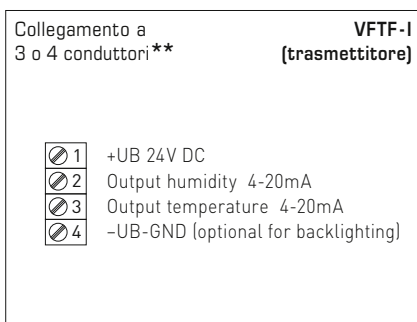 Collegamento a
3 o 4 conduttori**
VFTF-I
(trasmettitore)
1 +UB 24V DC
2 Output humidity 4-20mA
3 Output temperature 4-20mA
4 –UB-GND (optional for backlighting)